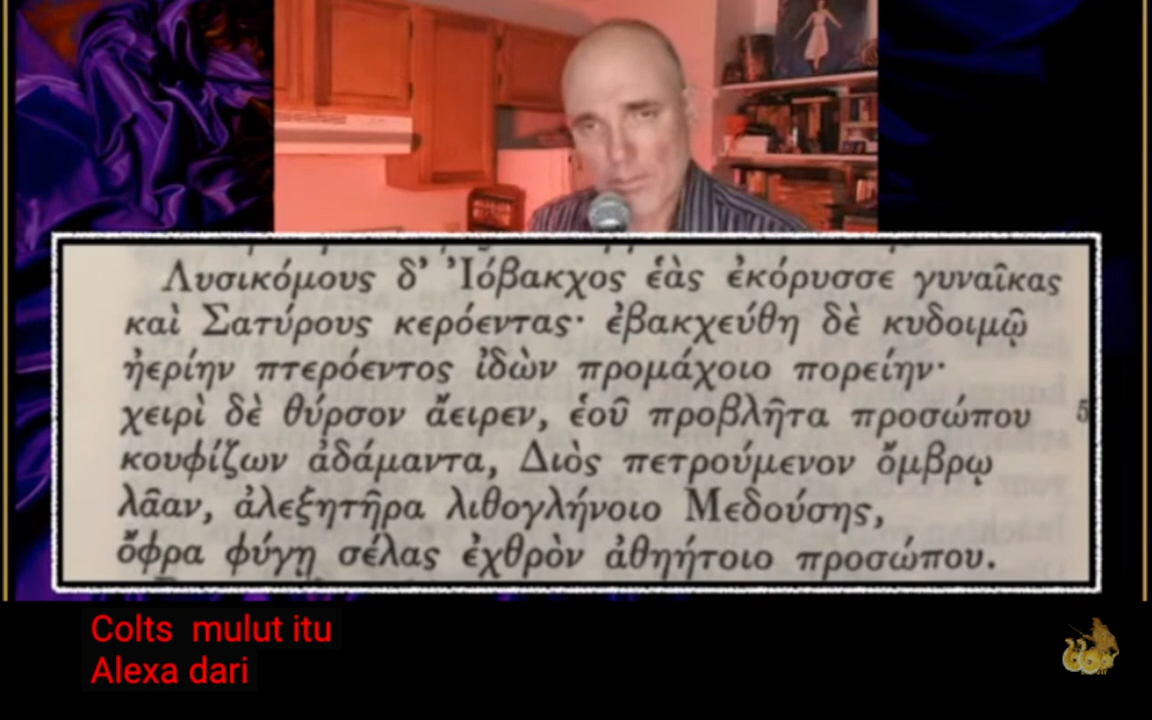 Λυσικόμους δ’ Ἰόβακχος ἑὰς ἐκόρυσσε γυναῖκας
καὶ Σατύρους κερόεντας· ἐβακχεύθη δὲ κυδοιμῷ
ἠερίην πτερόεντος ἰδὼν προμάχοιο πορείην·
χειρὶ δὲ θύρσον ἄειρεν, ἑοῦ προβλῆτα προσώπου 5
κουφίζων ἀδάμαντα, Διὸς πετρούμενον ὄμβρῳ
λᾶαν, ἀλεξητῆρα λιθογλήνοιο Μεδούσης,
ὄφρα φύγῃ σέλας ἐχθρὸν ἀθηήτοιο προσώπου.
Colts mulut itu
Alexa dari